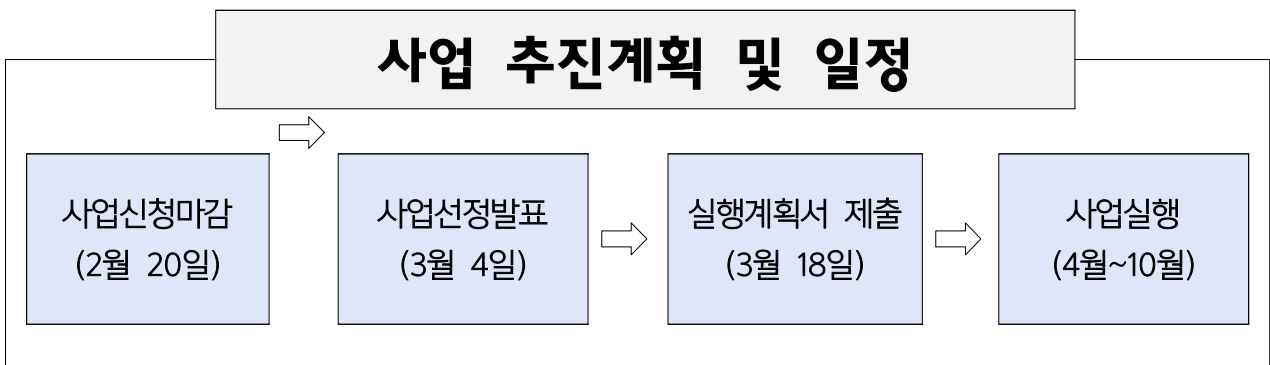 사업 추진계획 및 일정
사업신청마감
(2월 20일)
사업선정발표
(3월 4일)
실행계획서 제출
(3월 18일)
사업실행
(4월~10월)